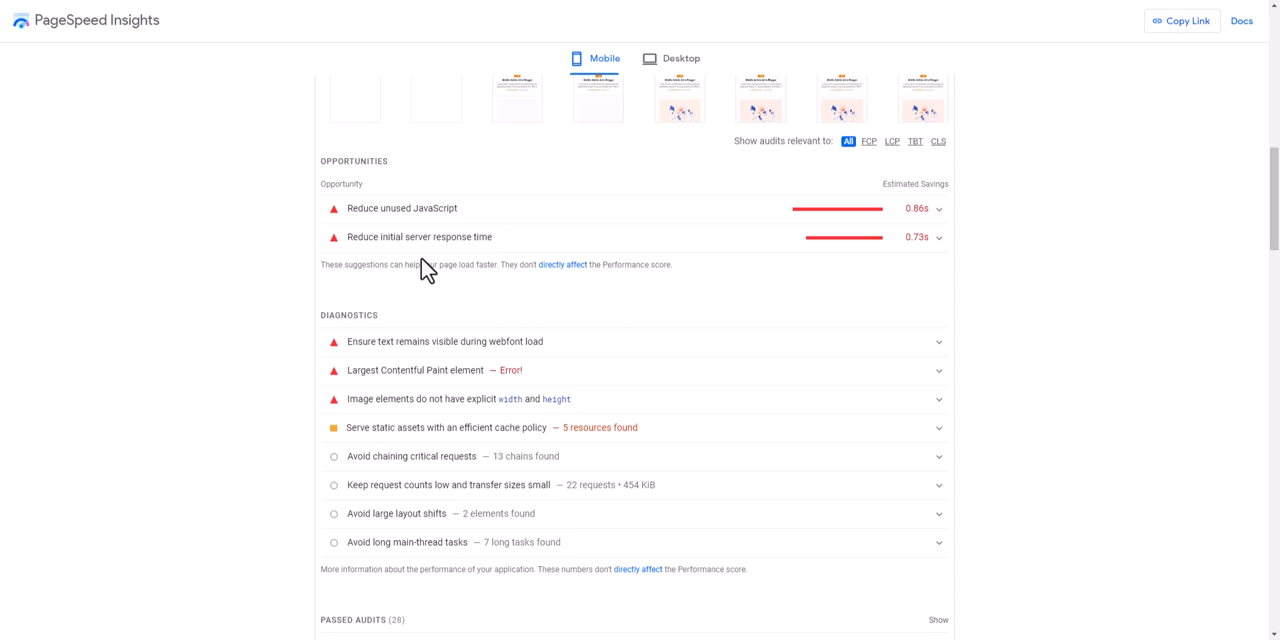 PageSpeed Insights
Copy Link
Docs
Mobile
Desktop
Show audits relevant to: All FCP LCP TBT CLS
OPPORTUNITIES
Opportunity
Estimated Savings
Reduce unused JavaScript
0.86s
Reduce initial server response time
0.73s
These suggestions can help your page load faster. They don't directly affect the Performance score.
DIAGNOSTICS
Ensure text remains visible during webfont load
Largest Contentful Paint element — Error!
Image elements do not have explicit width and height
Serve static assets with an efficient cache policy — 5 resources found
Avoid chaining critical requests — 13 chains found
Keep request counts low and transfer sizes small — 22 requests • 454 KiB
Avoid large layout shifts — 2 elements found
Avoid long main-thread tasks — 7 long tasks found
More information about the performance of your application. These numbers don't directly affect the Performance score.
PASSED AUDITS (28)
Show